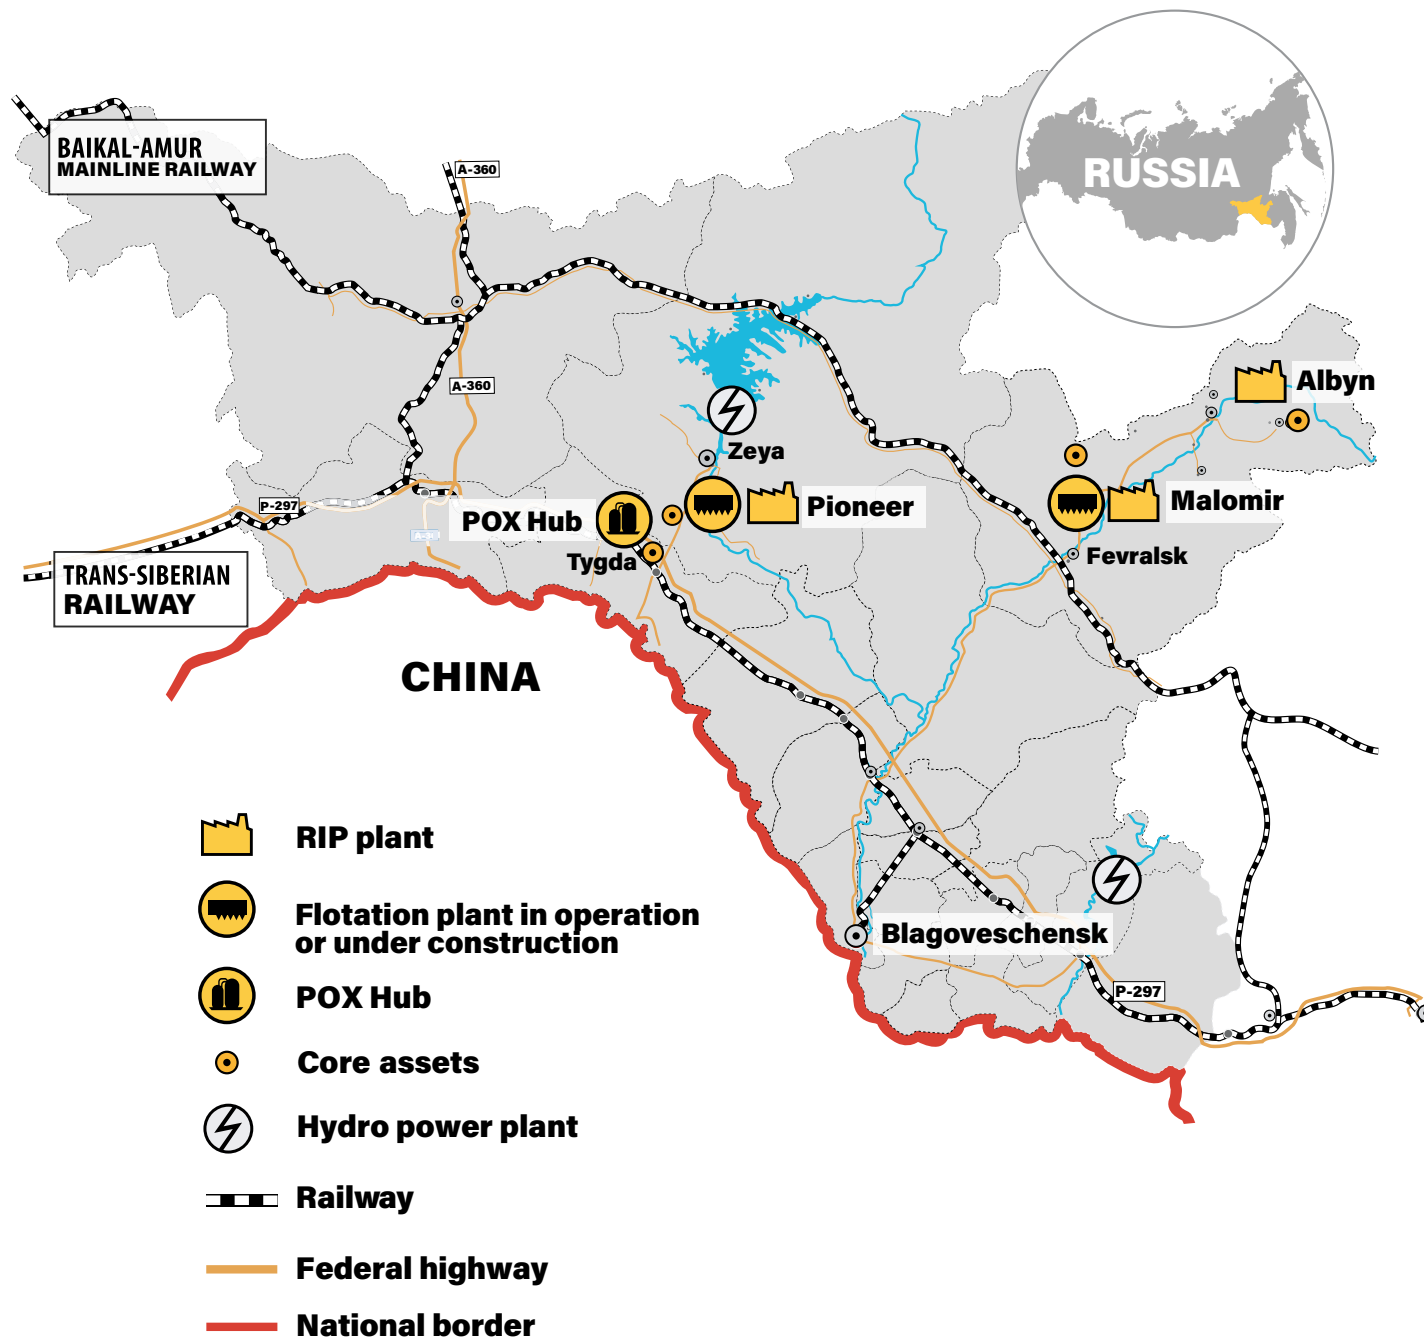 RUSSIA
BAIKAL-AMUR
MAINLINE RAILWAY
A-360
A-360
Albyn
Zeya
P-297
POX Hub
Pioneer
Malomir
Tygda
Fevralsk
TRANS-SIBERIAN
RAILWAY
CHINA
RIP plant
Flotation plant in operation
or under construction
Blagoveschensk
POX Hub
P-297
Core assets
Hydro power plant
Railway
Federal highway
National border